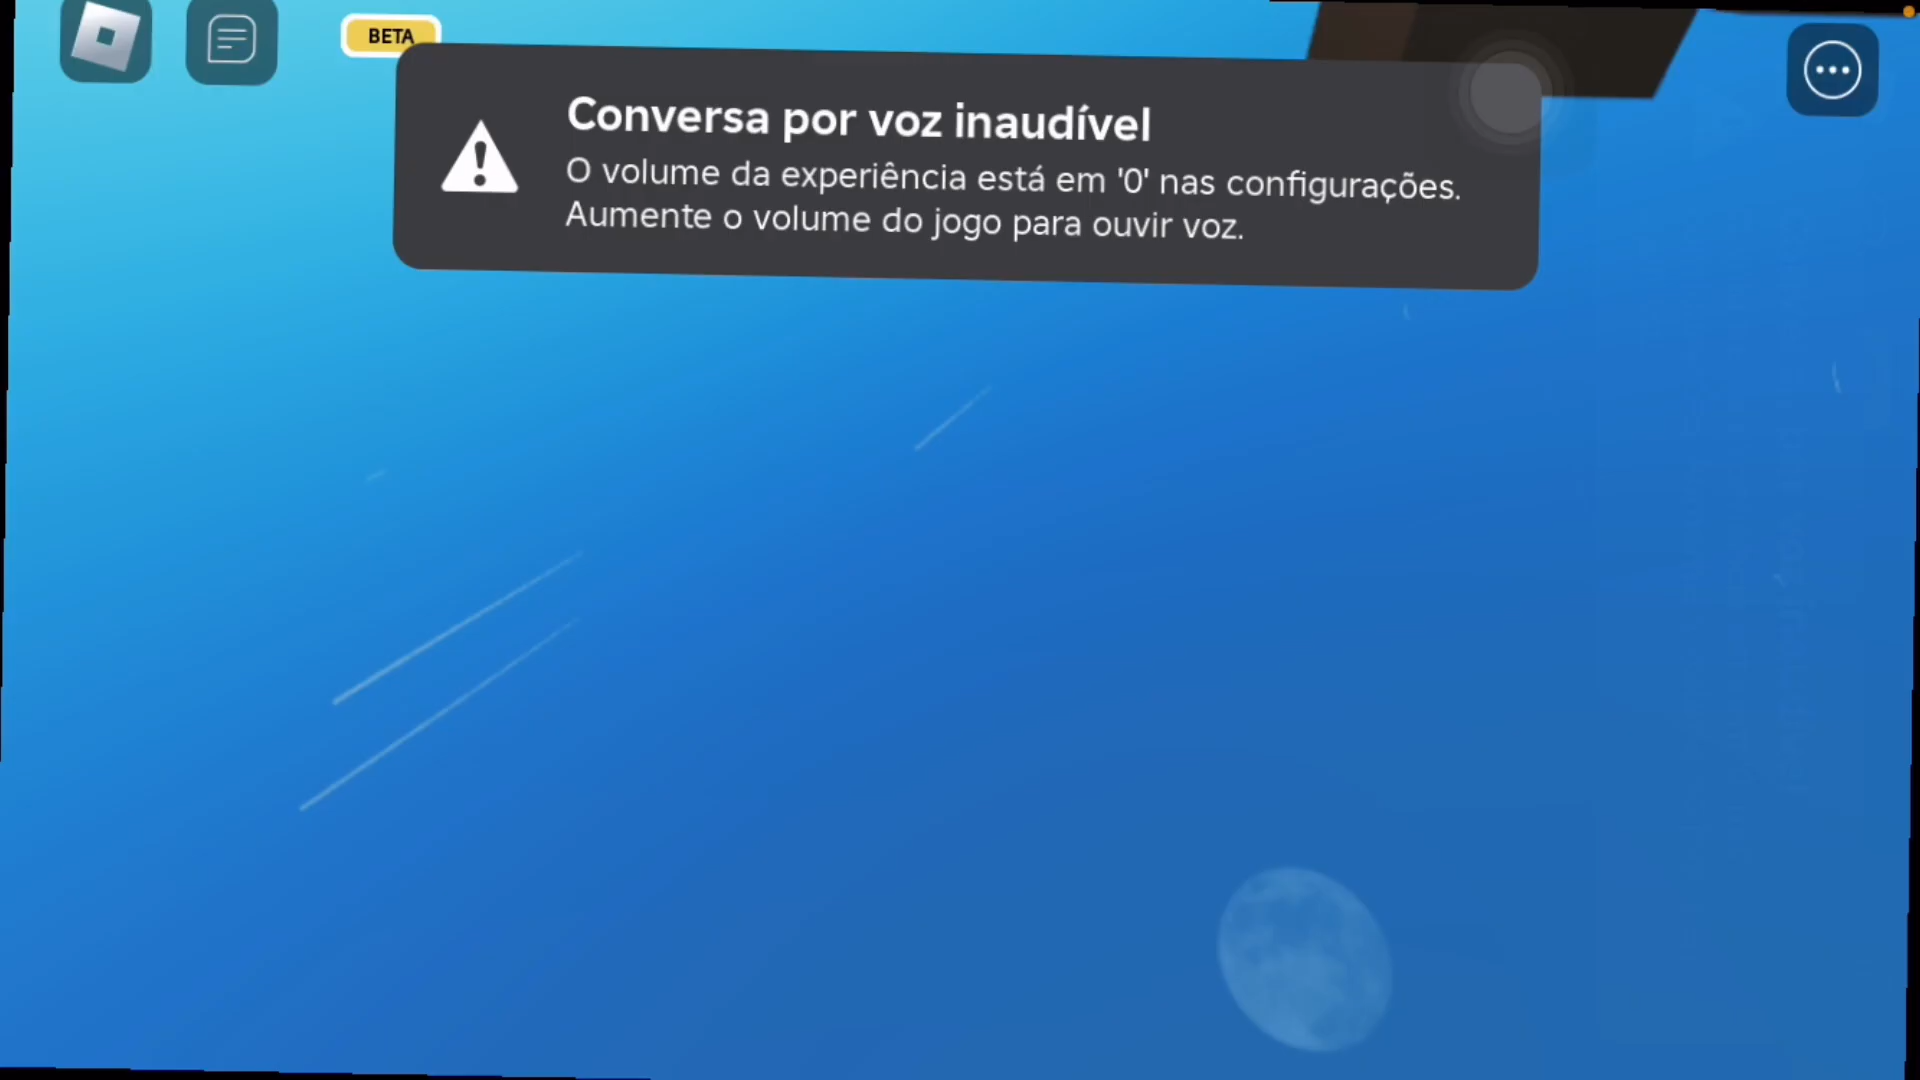 BETA
Conversa por voz inaudível
O volume da experiência está em '0' nas configurações.
Aumente o volume do jogo para ouvir voz.